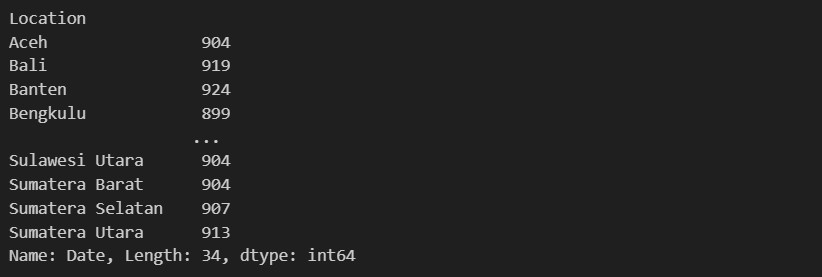 Location
Aceh 904
Bali 919
Banten 924
Bengkulu 899
...
Sulawesi Utara 904
Sumatera Barat 904
Sumatera Selatan 907
Sumatera Utara 913
Name: Date, Length: 34, dtype: int64